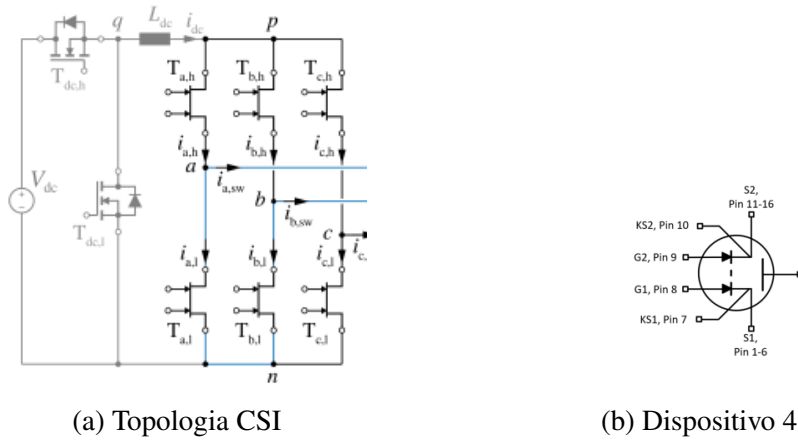 q
L_dc
i_dc
p
T_dc,h
T_a,h
T_b,h
T_c,h
i_a,h
i_b,h
i_c,h
a
i_a,sw
V_dc
b
i_b,sw
T_dc,l
c
i_c,
i_a,l
i_b,l
i_c,l
T_a,l
T_b,l
T_c,l
n
S2,
Pin 11-16
KS2, Pin 10
G2, Pin 9
G1, Pin 8
KS1, Pin 7
S1,
Pin 1-6
(a) Topologia CSI
(b) Dispositivo 4